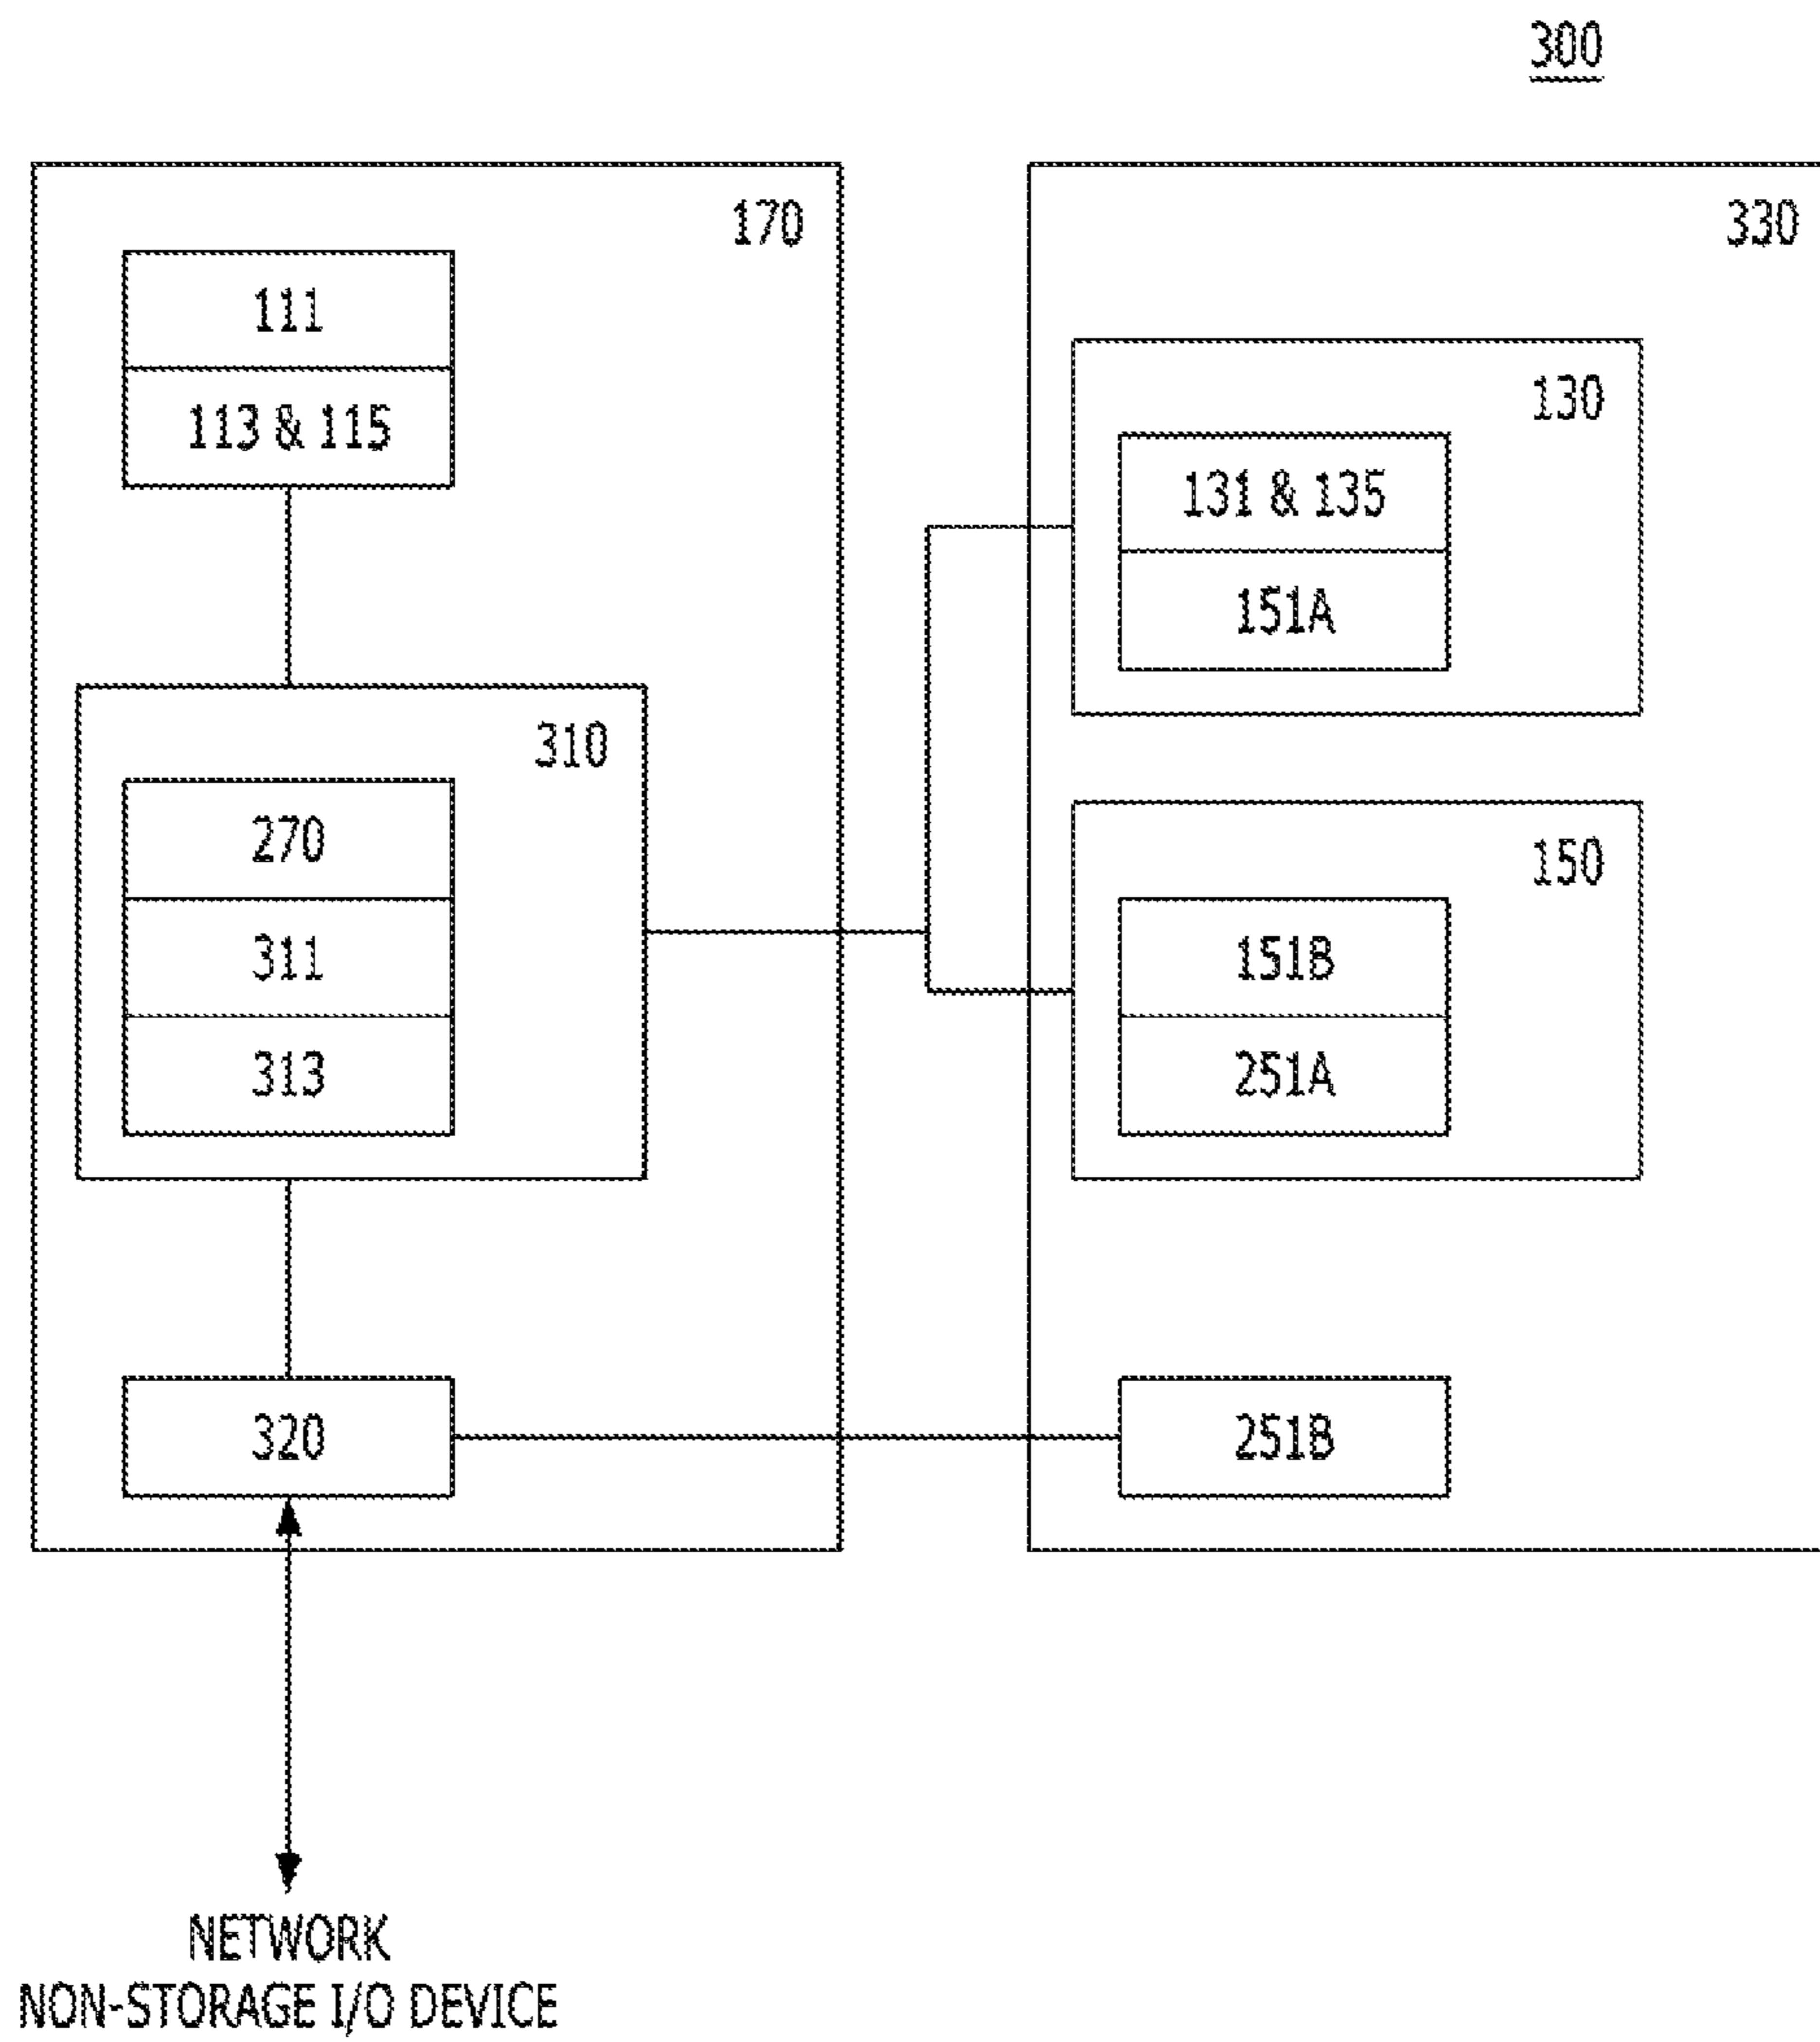 300
170
330
111
113 & 115
130
131 & 135
151A
310
270
311
313
150
151B
251A
320
251B
NETWORK
NON-STORAGE I/O DEVICE